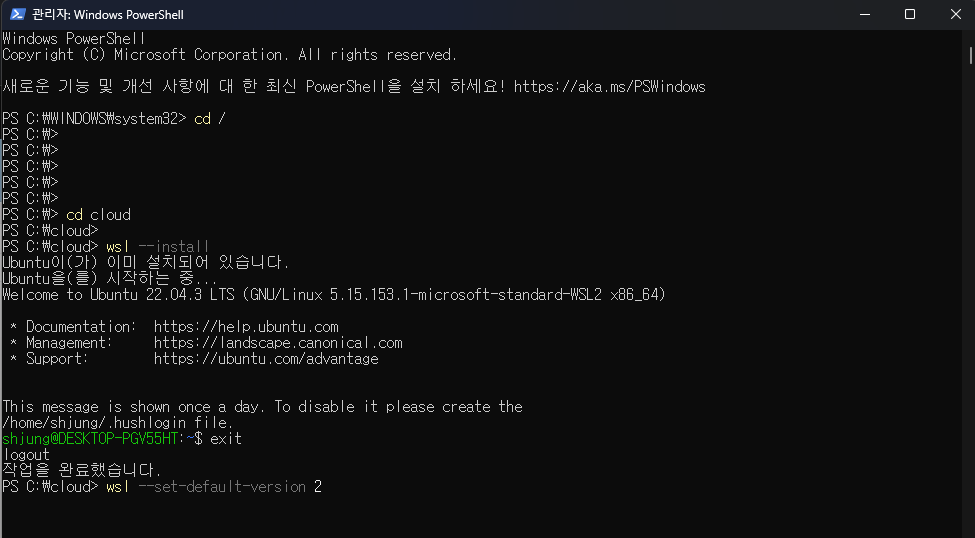 관리자: Windows PowerShell
Windows PowerShell
Copyright (C) Microsoft Corporation. All rights reserved.
새로운 기능 및 개선 사항에 대 한 최신 PowerShell을 설치 하세요! https://aka.ms/PSWindows
PS C:\WINDOWS\system32> cd /
PS C:\>
PS C:\>
PS C:\>
PS C:\>
PS C:\>
PS C:\> cd cloud
PS C:\cloud>
PS C:\cloud> wsl --install
Ubuntu이(가) 이미 설치되어 있습니다.
Ubuntu을(를) 시작하는 중...
Welcome to Ubuntu 22.04.3 LTS (GNU/Linux 5.15.153.1-microsoft-standard-WSL2 x86_64)
* Documentation: https://help.ubuntu.com
* Management: https://landscape.canonical.com
* Support: https://ubuntu.com/advantage
This message is shown once a day. To disable it please create the
/home/shjung/.hushlogin file.
shjung@DESKTOP-PGV55HT:~$ exit
logout
작업을 완료했습니다.
PS C:\cloud> wsl --set-default-version 2